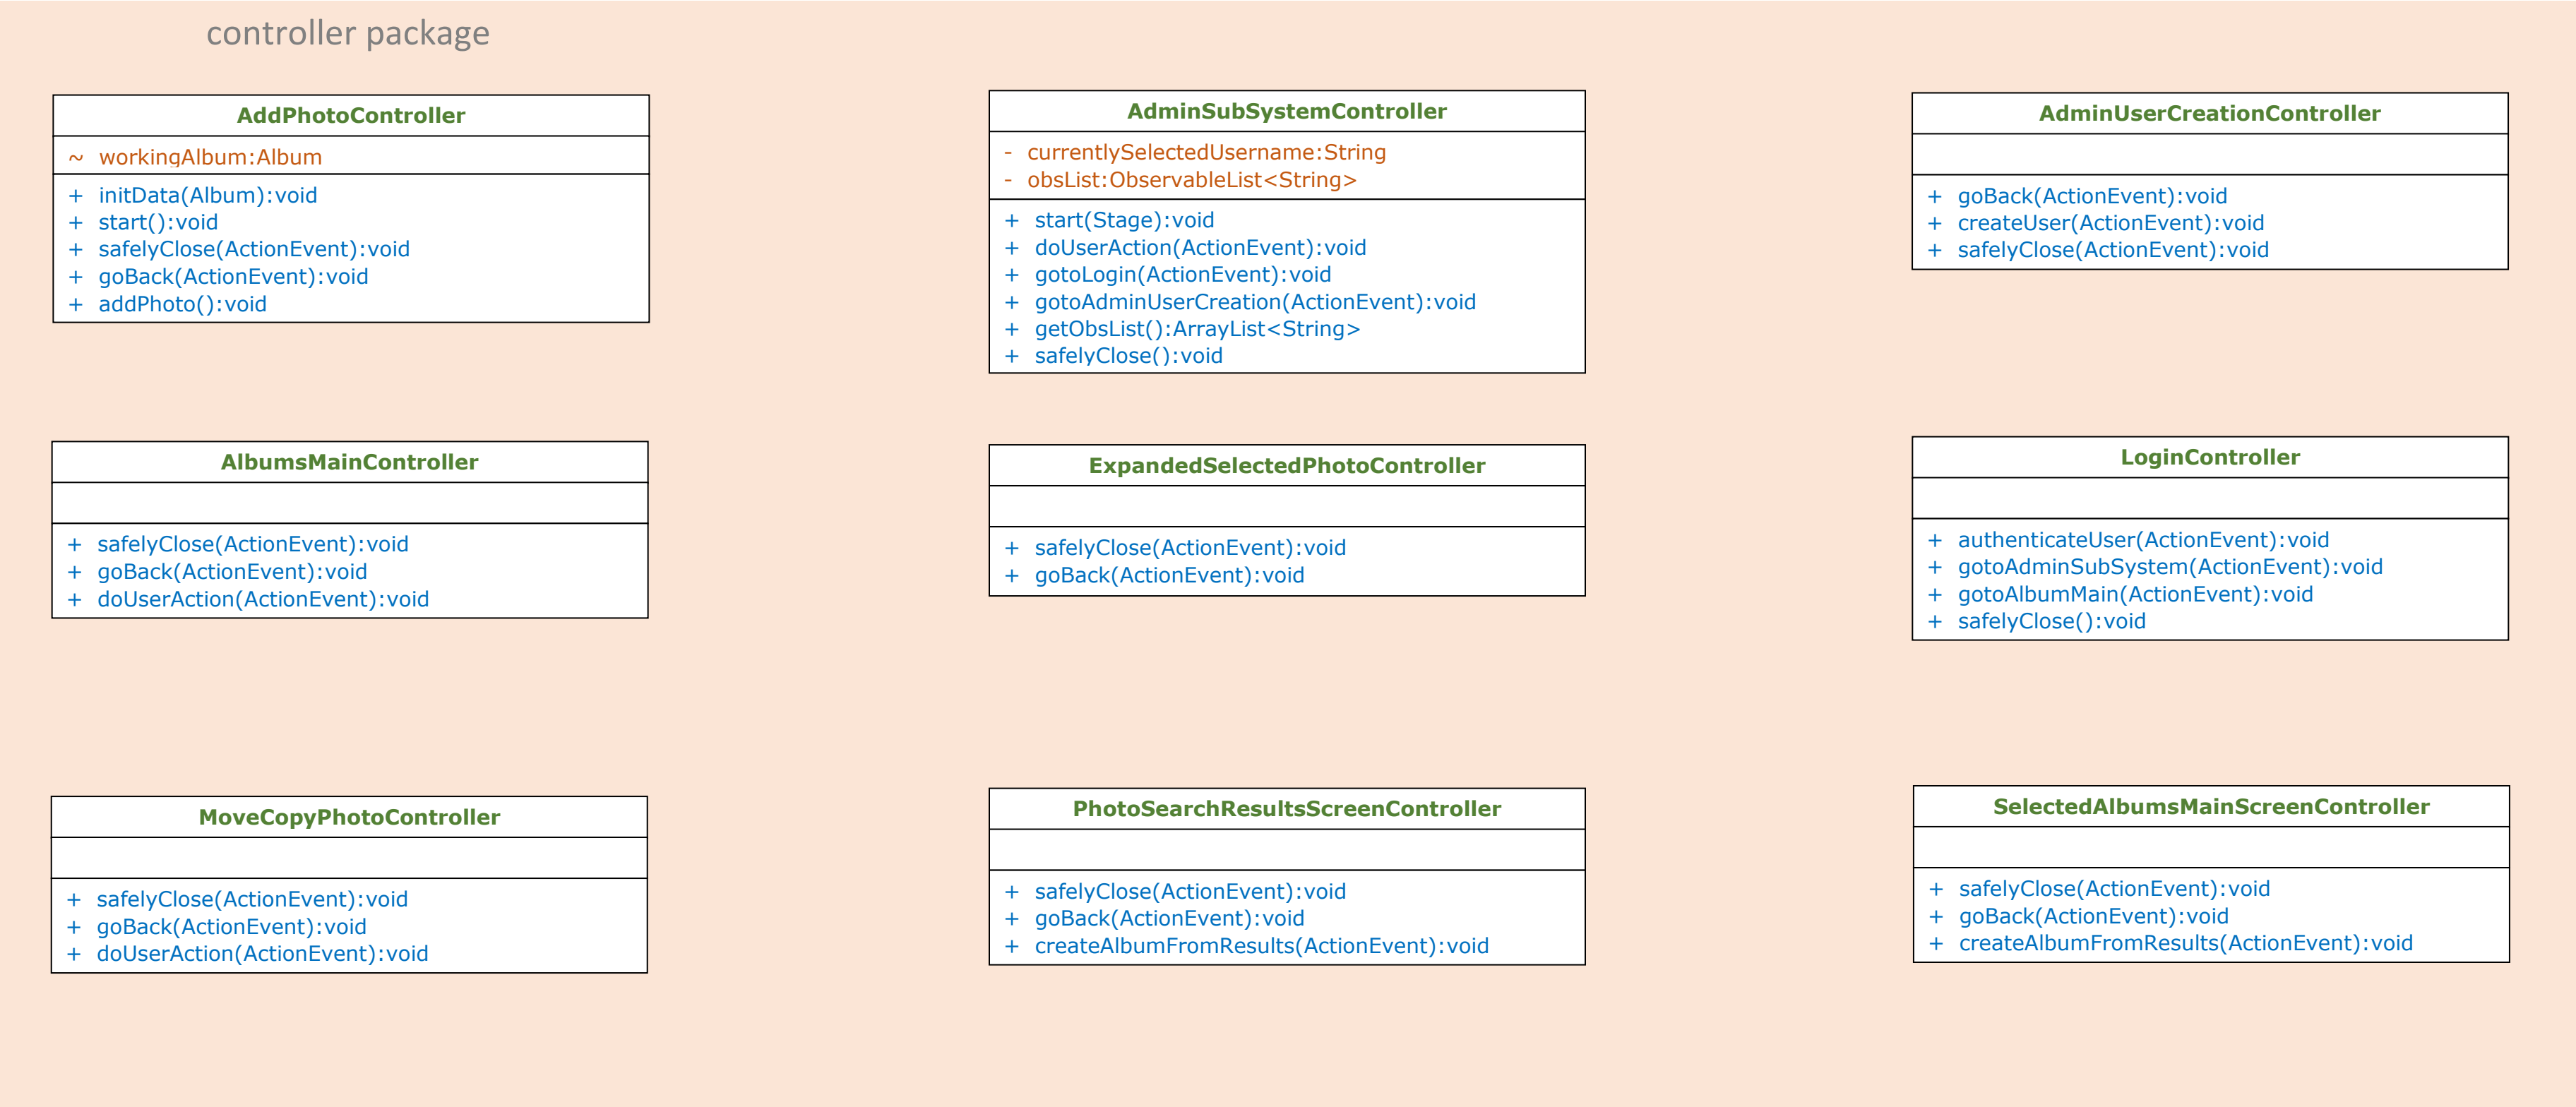 controller package
AddPhotoController
~ workingAlbum:Album
+ initData(Album):void
+ start():void
+ safelyClose(ActionEvent):void
+ goBack(ActionEvent):void
+ addPhoto():void
AdminSubSystemController
- currentlySelectedUsername:String
- obsList:ObservableList<String>
+ start(Stage):void
+ doUserAction(ActionEvent):void
+ gotoLogin(ActionEvent):void
+ gotoAdminUserCreation(ActionEvent):void
+ getObsList():ArrayList<String>
+ safelyClose():void
AdminUserCreationController
+ goBack(ActionEvent):void
+ createUser(ActionEvent):void
+ safelyClose(ActionEvent):void
AlbumsMainController
+ safelyClose(ActionEvent):void
+ goBack(ActionEvent):void
+ doUserAction(ActionEvent):void
ExpandedSelectedPhotoController
+ safelyClose(ActionEvent):void
+ goBack(ActionEvent):void
LoginController
+ authenticateUser(ActionEvent):void
+ gotoAdminSubSystem(ActionEvent):void
+ gotoAlbumMain(ActionEvent):void
+ safelyClose():void
MoveCopyPhotoController
+ safelyClose(ActionEvent):void
+ goBack(ActionEvent):void
+ doUserAction(ActionEvent):void
PhotoSearchResultsScreenController
+ safelyClose(ActionEvent):void
+ goBack(ActionEvent):void
+ createAlbumFromResults(ActionEvent):void
SelectedAlbumsMainScreenController
+ safelyClose(ActionEvent):void
+ goBack(ActionEvent):void
+ createAlbumFromResults(ActionEvent):void